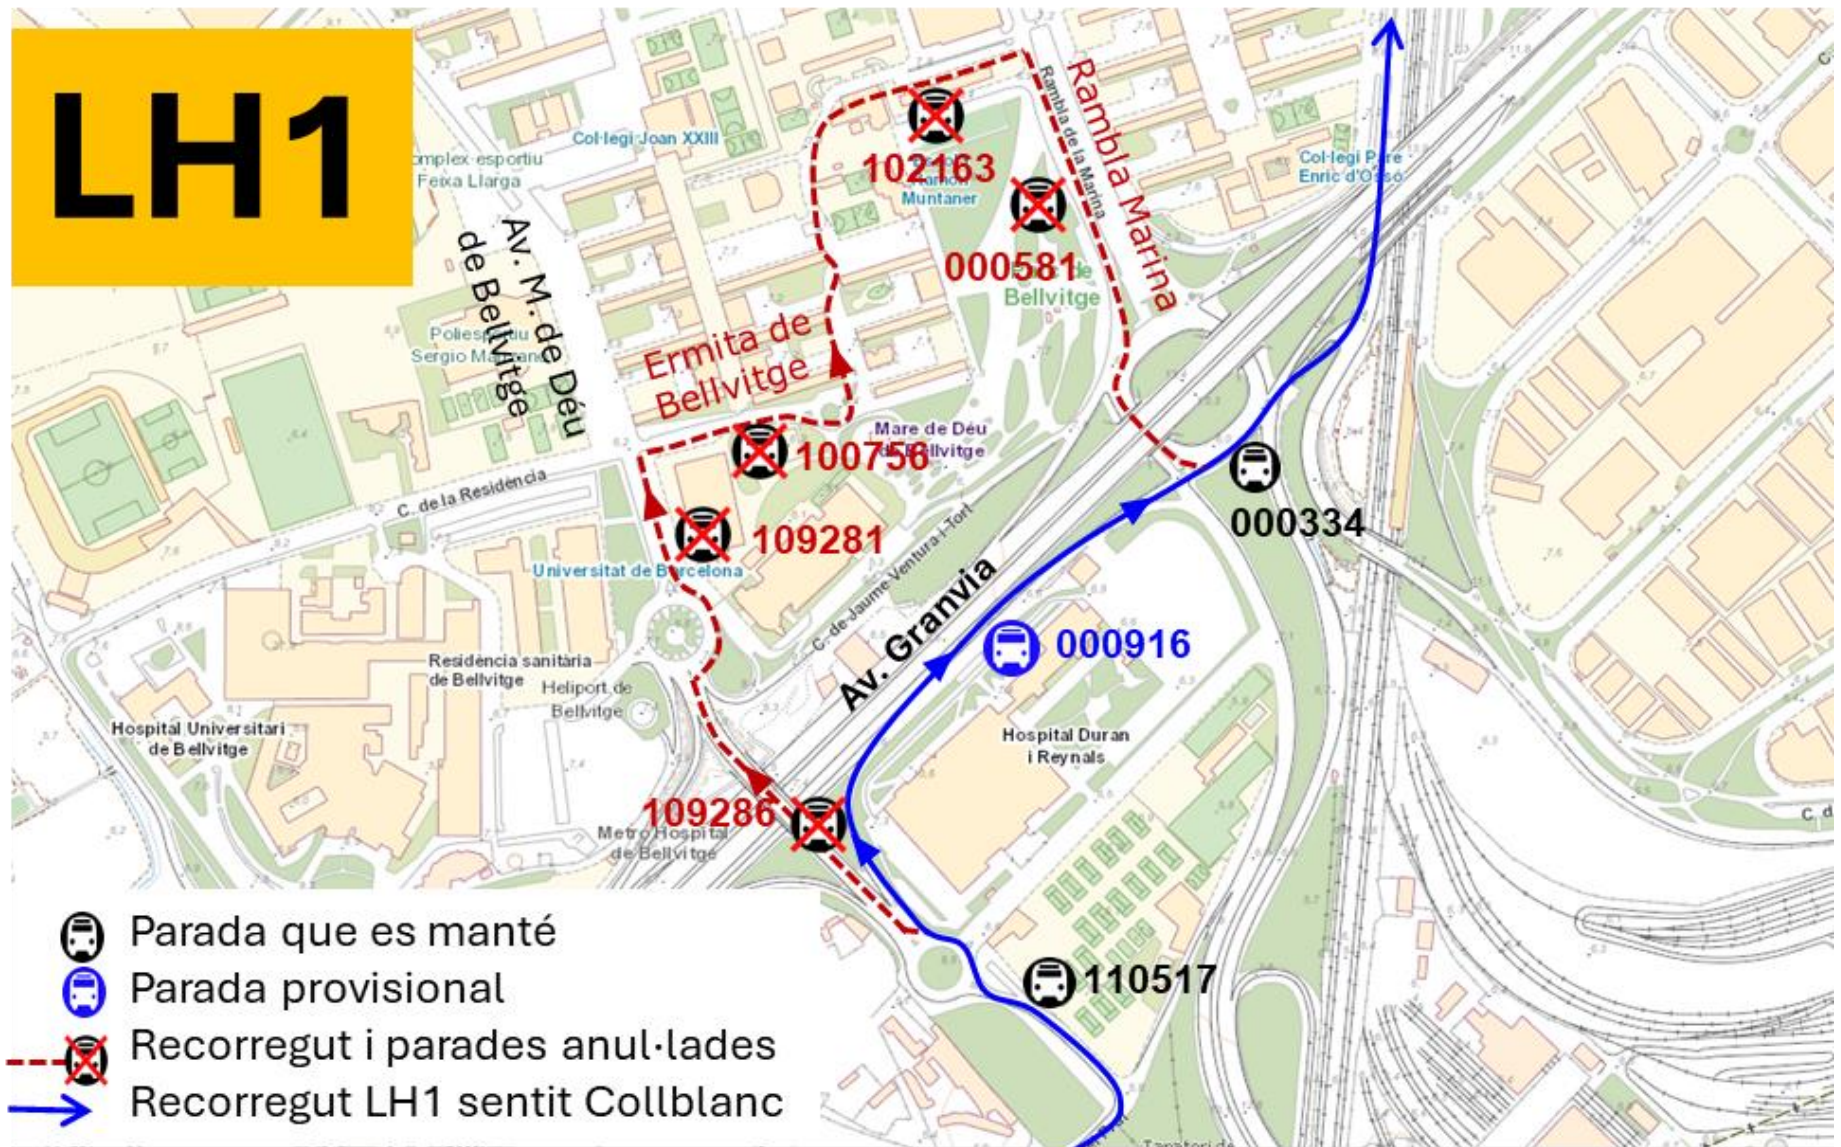 LH1
Col·legi Joan XXIII
Feixa Llarga
Av. M. de Déu
de Bellvitge
102163
Muntaner
000581
Bellvitge
Rambla de la Marina
Rambla Marina
Col·legi Pare
Enric d'Ossó
Ermita de
Bellvitge
Mare de Déu
de Bellvitge
100756
C. de la Residència
109281
Universitat de Barcelona
C. de Jaume Ventura i Tort
000334
Av. Granvia
000916
Residència sanitària
de Bellvitge
Heliport de
Bellvitge
Hospital Universitari
de Bellvitge
Hospital Duran
i Reynals
109286
Metro Hospital
de Bellvitge
110517
Parada que es manté
Parada provisional
Recorregut i parades anul·lades
Recorregut LH1 sentit Collblanc